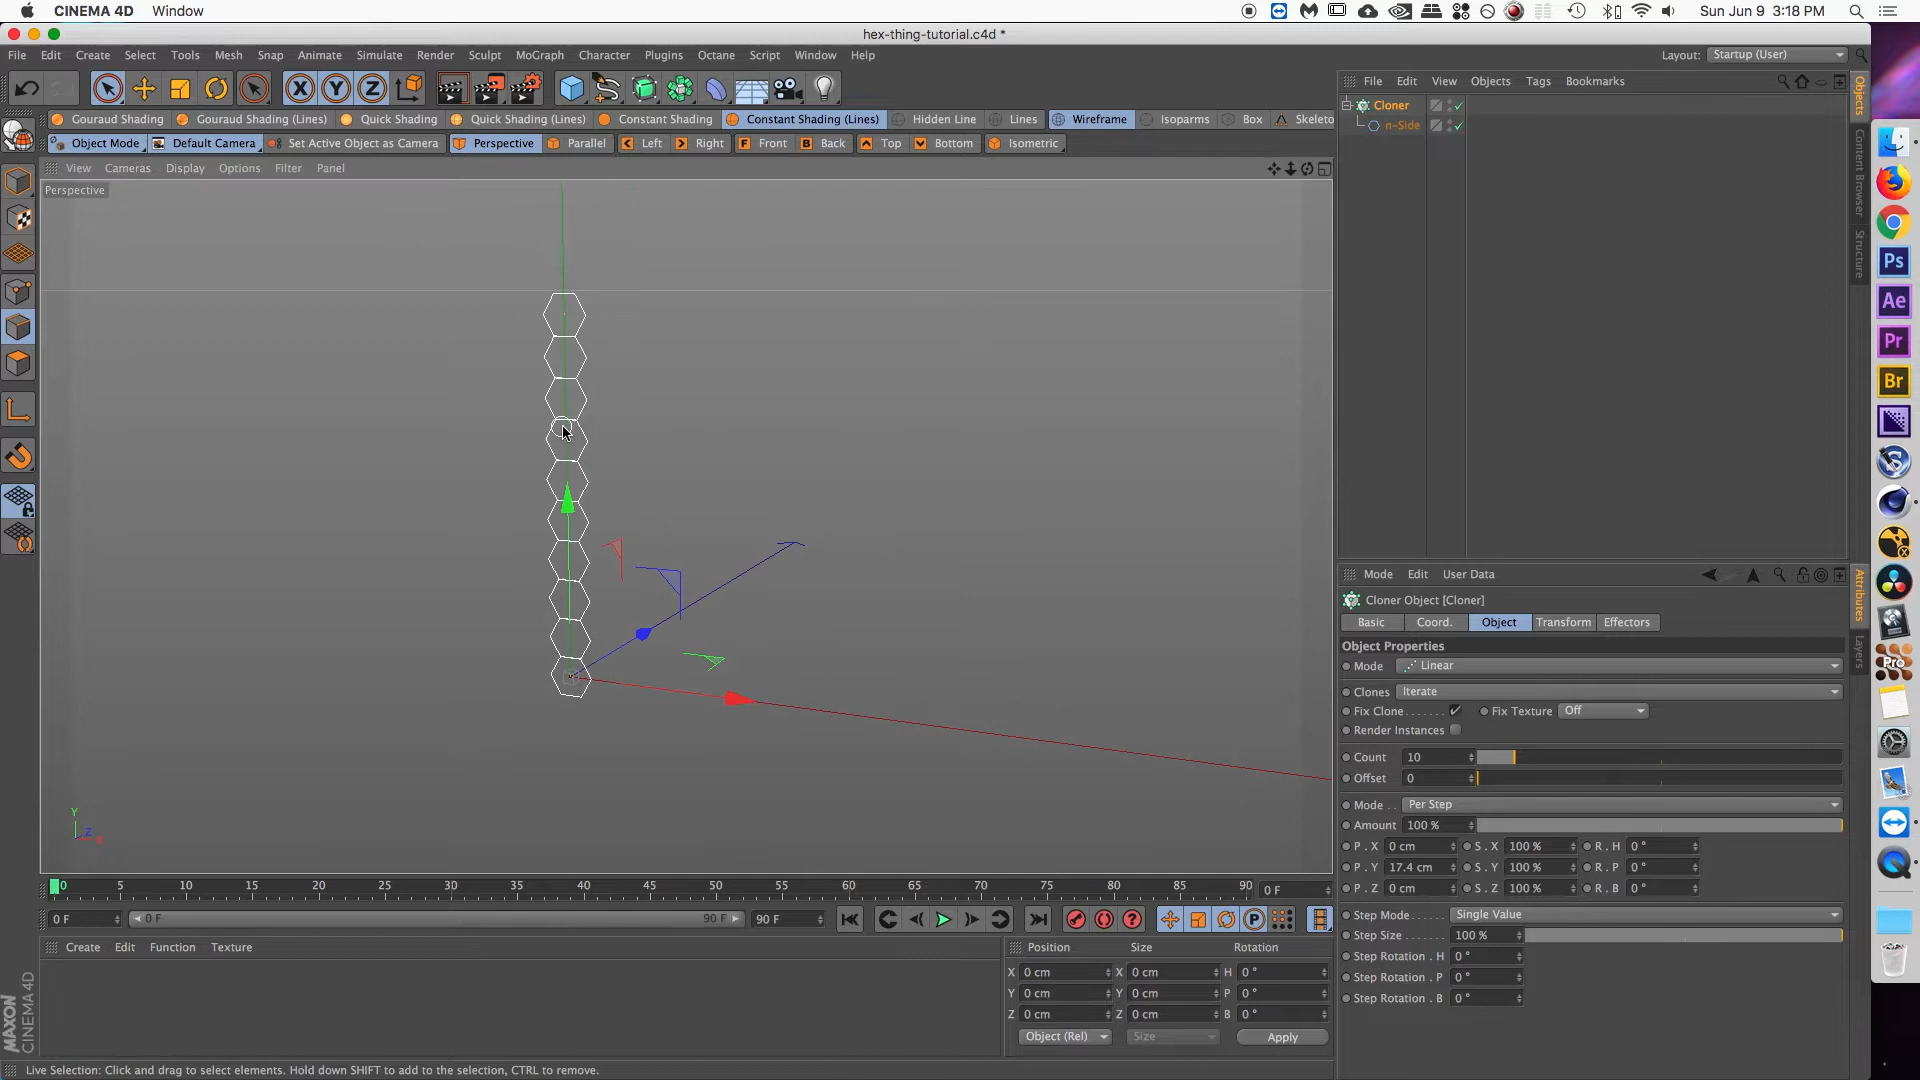 CINEMA 4D Window Sun Jun 9 3:18 PM
hex-thing-tutorial.c4d *
File Edit Create Select Tools Mesh Snap Animate Simulate Render Sculpt MoGraph Character Plugins Octane Script Window Help Layout: Startup (User)
File Edit View Objects Tags Bookmarks
X Y Z
Cloner
n-Side
Gouraud Shading Gouraud Shading (Lines) Quick Shading Quick Shading (Lines) Constant Shading Constant Shading (Lines) Hidden Line Lines Wireframe Isoparms Box Skeleto
Object Mode Default Camera Set Active Object as Camera Perspective Parallel Left Right F Front B Back Top Bottom Isometric
View Cameras Display Options Filter Panel
Perspective
Objects
Content Browser
Structure
Ps
Ae
Pr
Br
Mode Edit User Data
Cloner Object [Cloner]
Basic Coord. Object Transform Effectors
Attributes
Layers
Object Properties
Mode Linear
Clones Iterate
Fix Clone Fix Texture Off
Render Instances
Count 10
Offset 0
Mode Per Step
Amount 100 %
P . X 0 cm S . X 100 % R . H 0 °
P . Y 17.4 cm S . Y 100 % R . P 0 °
P . Z 0 cm S . Z 100 % R . B 0 °
Step Mode Single Value
Step Size 100 %
Step Rotation . H 0 °
Step Rotation . P 0 °
Step Rotation . B 0 °
Pro
Y
Z
X
0 5 10 15 20 25 30 35 40 45 50 55 60 65 70 75 80 85 90 0 F
0 F 0 F 90 F 90 F P
Create Edit Function Texture
Position Size Rotation
X 0 cm X 0 cm H 0 °
Y 0 cm Y 0 cm P 0 °
Z 0 cm Z 0 cm B 0 °
Object (Rel) Size Apply
MAXON
CINEMA 4D
Live Selection: Click and drag to select elements. Hold down SHIFT to add to the selection, CTRL to remove.